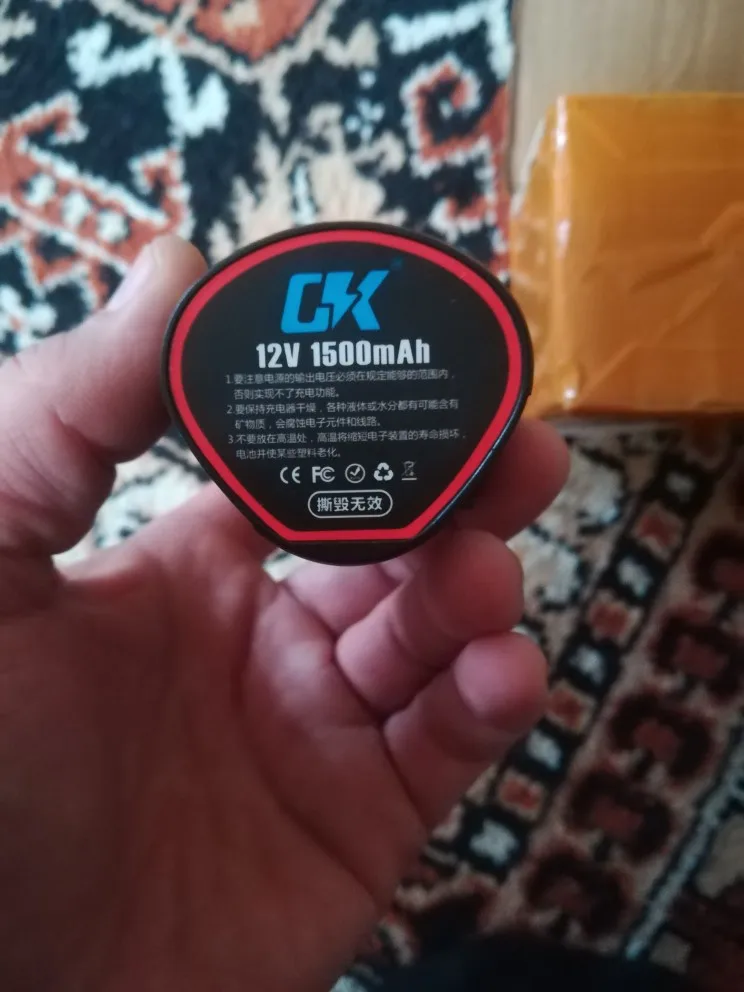 CK
12V 1500mAh
1.要注意电源的输出电压必须在规定能够的范围内，
否则实现不了充电功能。
2.要保持充电器干燥，各种液体或水分都有可能含有
矿物质，会腐蚀电子元件和线路。
3.不要放在高温处，高温将缩短电子装置的寿命损坏，
电池并使某些塑料老化。
CE FC
撕毁无效